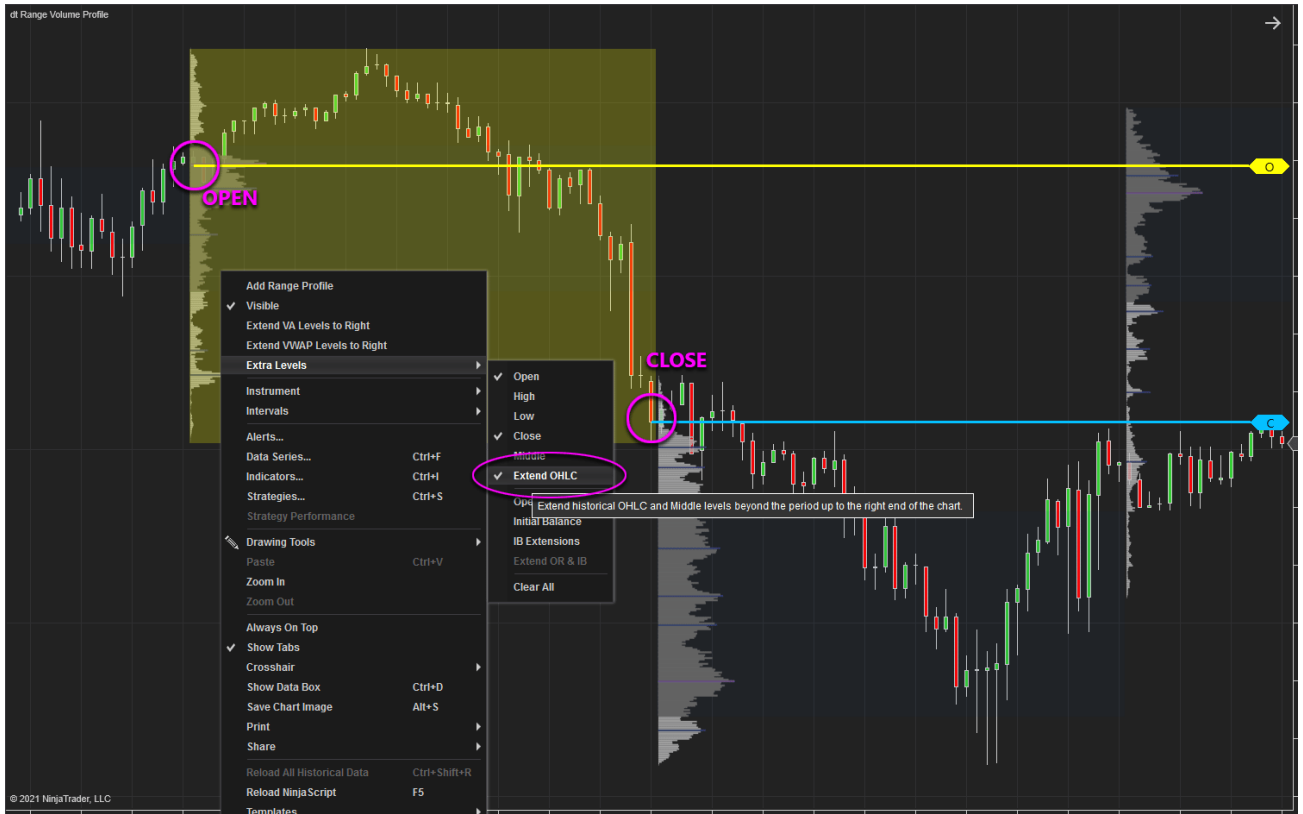 dt Range Volume Profile
O
OPEN
Add Range Profile
Visible
Extend VA Levels to Right
Extend VWAP Levels to Right
Extra Levels
Instrument
Intervals
Alerts...
Data Series... Ctrl+F
Indicators... Ctrl+I
Strategies... Ctrl+S
Strategy Performance
Drawing Tools
Paste Ctrl+V
Zoom In
Zoom Out
Always On Top
Show Tabs
Crosshair
Show Data Box Ctrl+D
Save Chart Image Alt+S
Print
Share
Reload All Historical Data Ctrl+Shift+R
Reload NinjaScript F5
Templates
CLOSE
C
Open
High
Low
Close
Middle
Extend OHLC
Ope
Extend historical OHLC and Middle levels beyond the period up to the right end of the chart.
Initial Balance
IB Extensions
Extend OR & IB
Clear All
© 2021 NinjaTrader, LLC